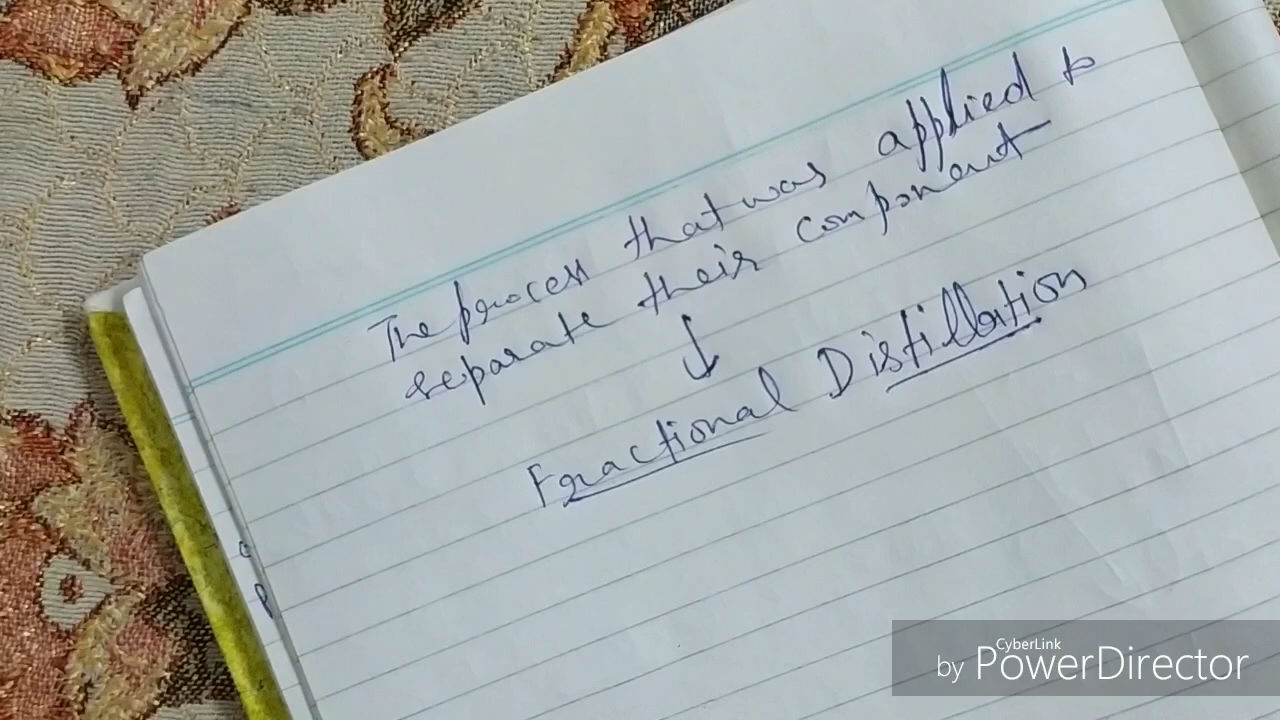 The process that was applied to
separate their component
↓
Fractional Distillation
CyberLink
by PowerDirector